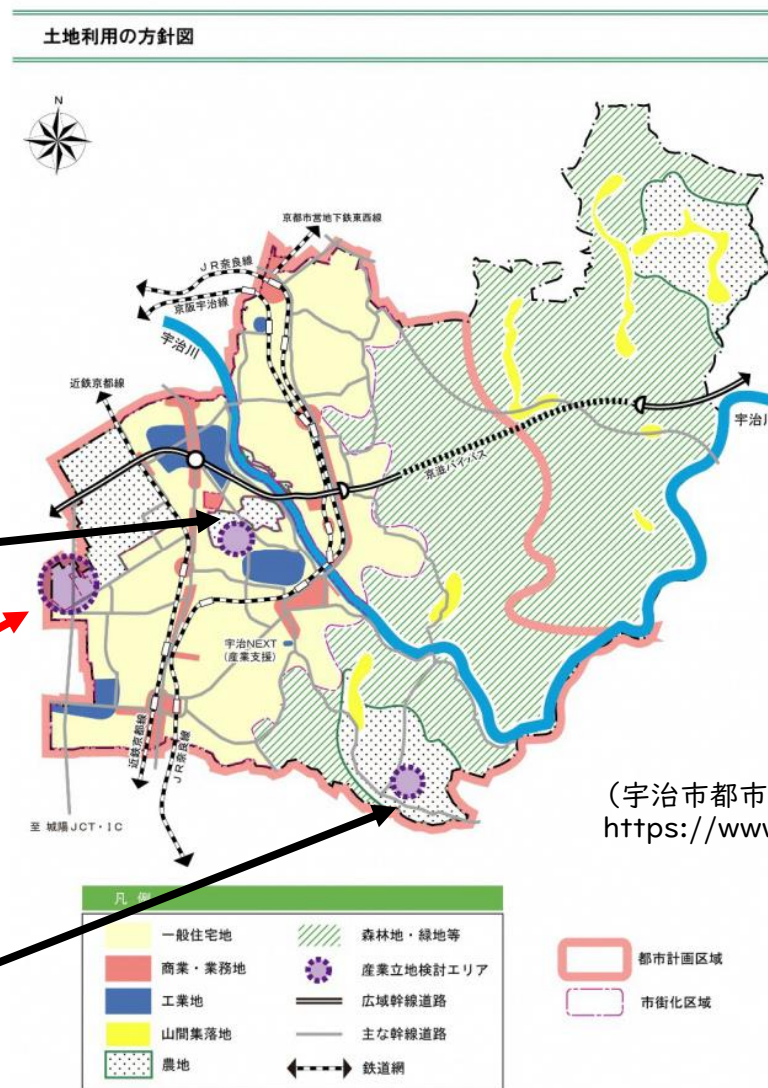 土地利用の方針図
N
京都市営地下鉄東西線
JR奈良線
京阪宇治線
宇治川
近鉄京都線
宇治川
京滋バイパス
宇治NEXT
(産業支援)
近鉄京都線
JR奈良線
至 城陽JCT・IC
(宇治市都市
https://www
凡例
一般住宅地
森林地・緑地等
商業・業務地
産業立地検討エリア
都市計画区域
工業地
広域幹線道路
市街化区域
山間集落地
主な幹線道路
農地
鉄道網